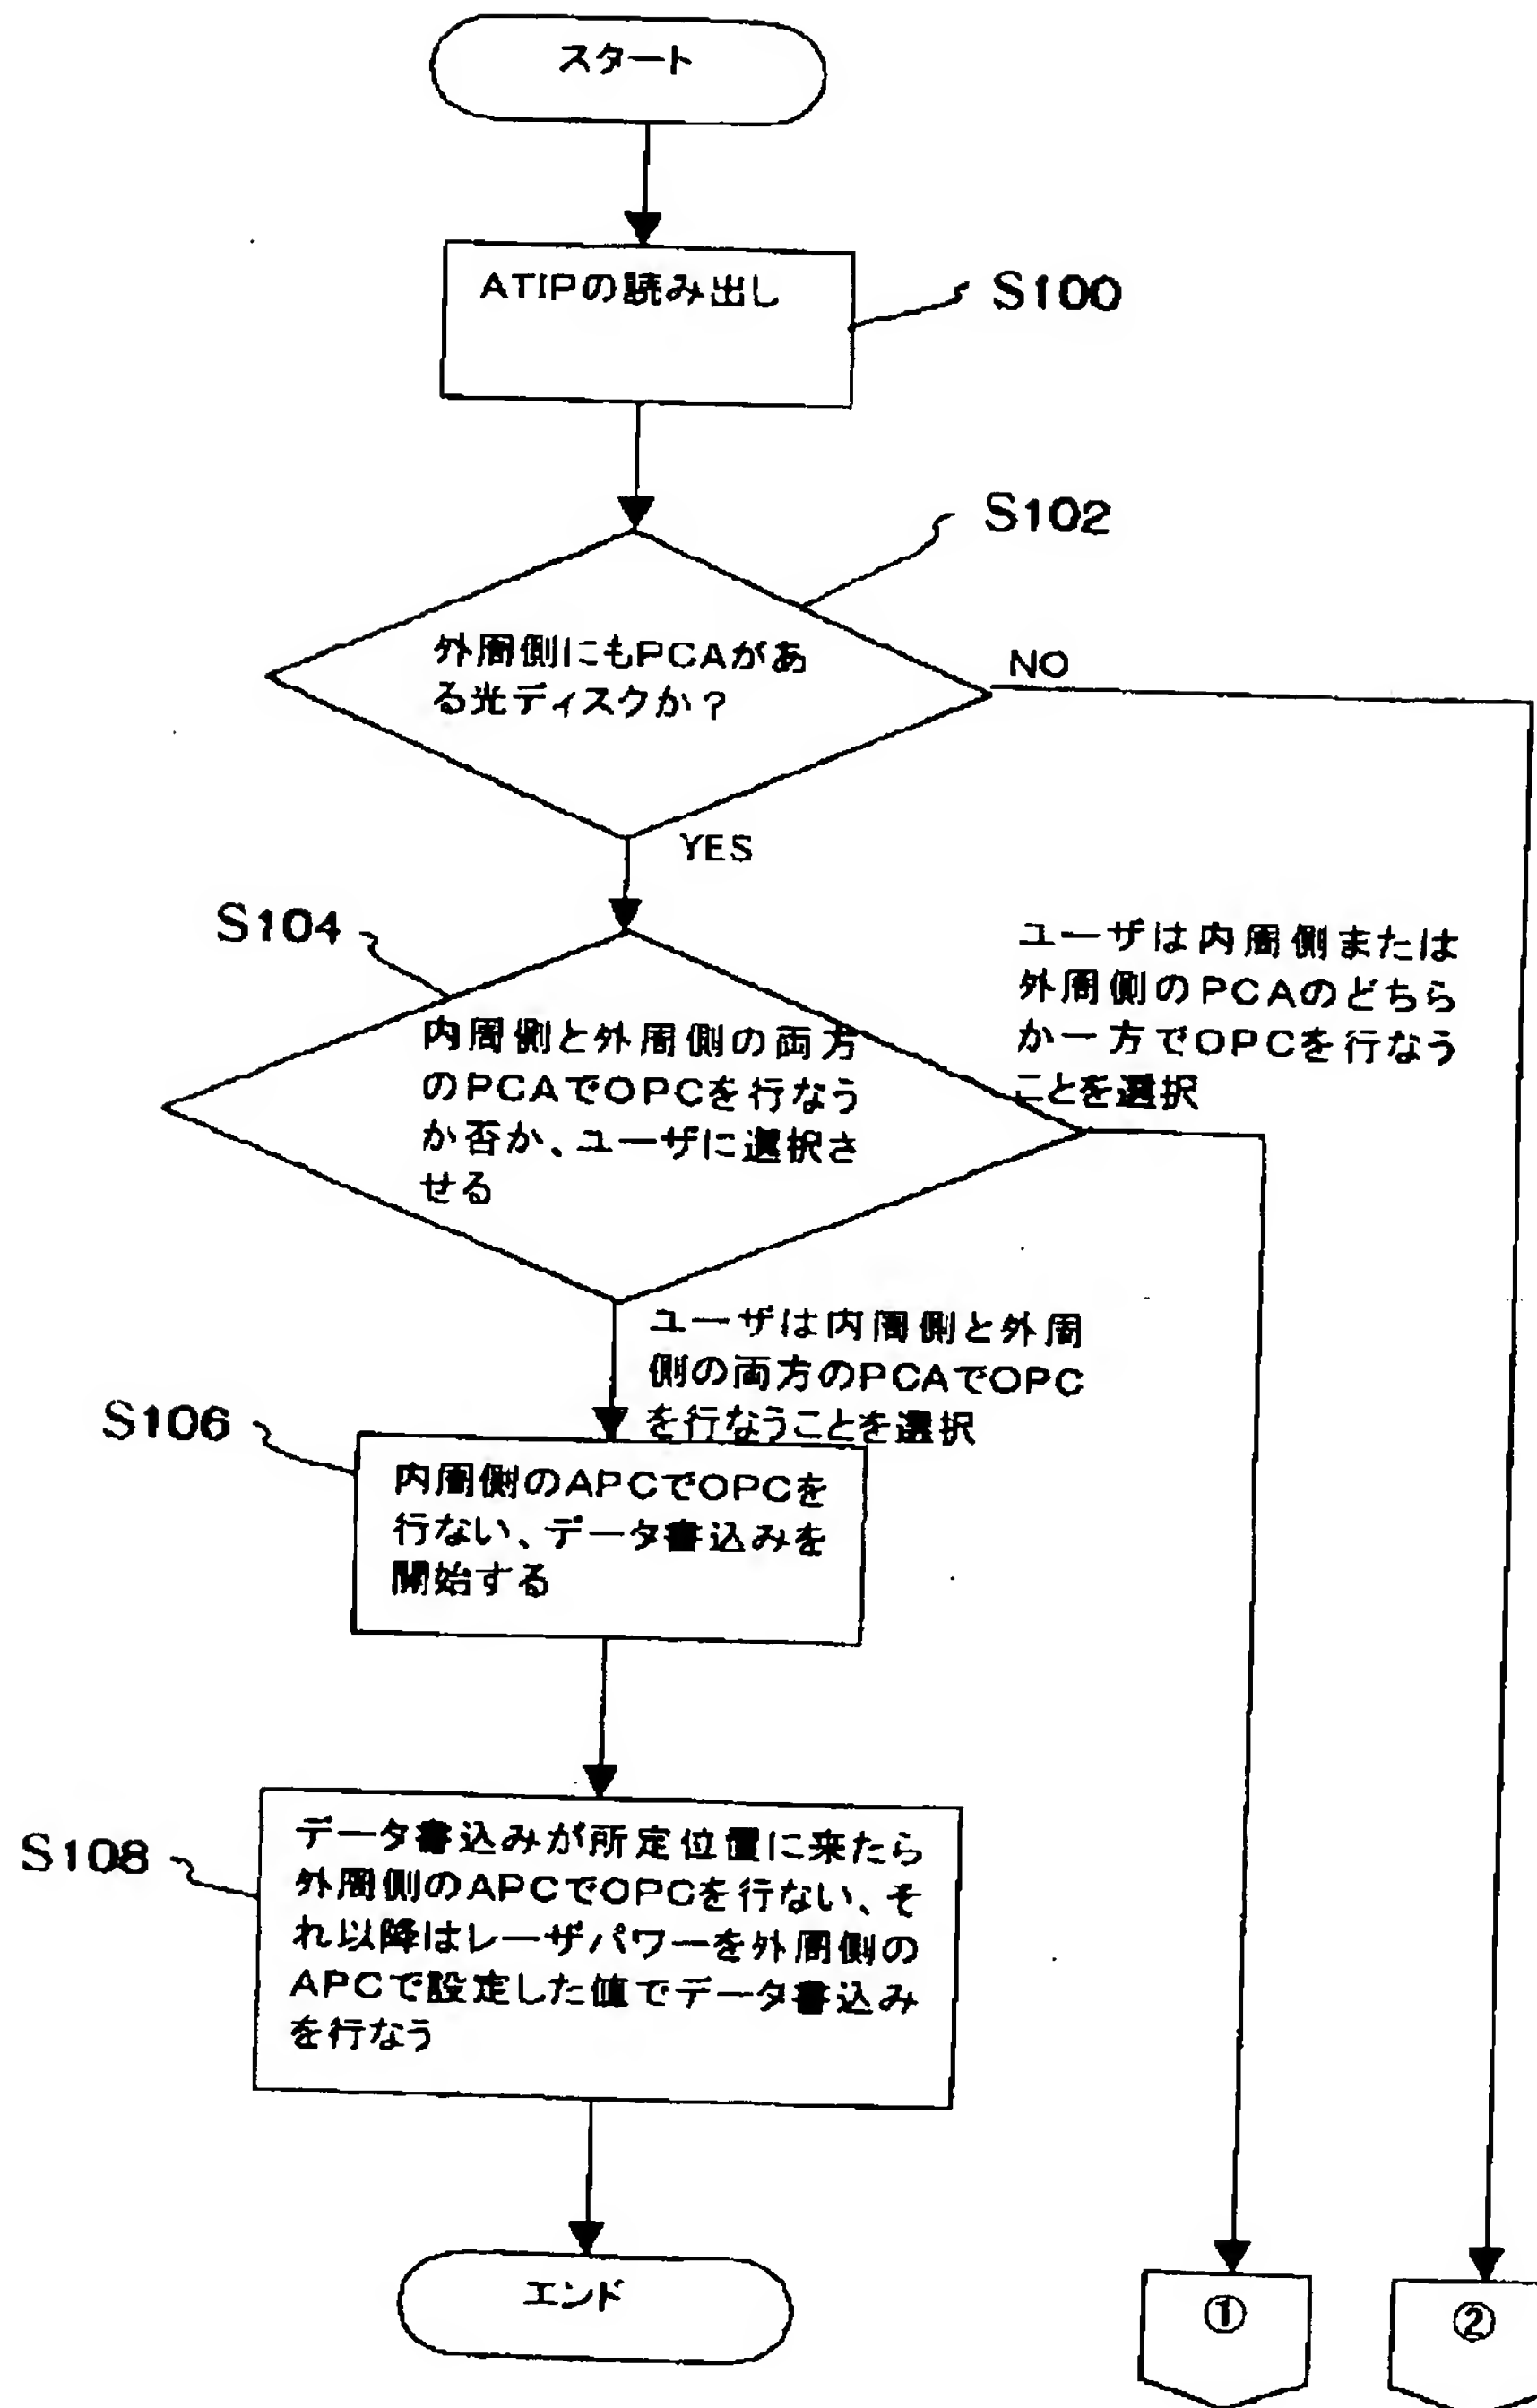 スタート
ATIPの読み出し
S100
S102
外周側にもPCAがあ
る光ディスクか？
NO
YES
S104
ユーザは内周側または
外周側のPCAのどちら
か一方でOPCを行なう
ことを選択
内周側と外周側の両方
のPCAでOPCを行なう
か否か、ユーザに選択さ
せる
ユーザは内周側と外周
側の両方のPCAでOPC
を行なうことを選択
S106
内周側のAPCでOPCを
行ない、データ書込みを
開始する
S108
データ書込みが所定位置に来たら
外周側のAPCでOPCを行ない、そ
れ以降はレーザパワーを外周側の
APCで設定した値でデータ書込み
を行なう
エンド
①
②